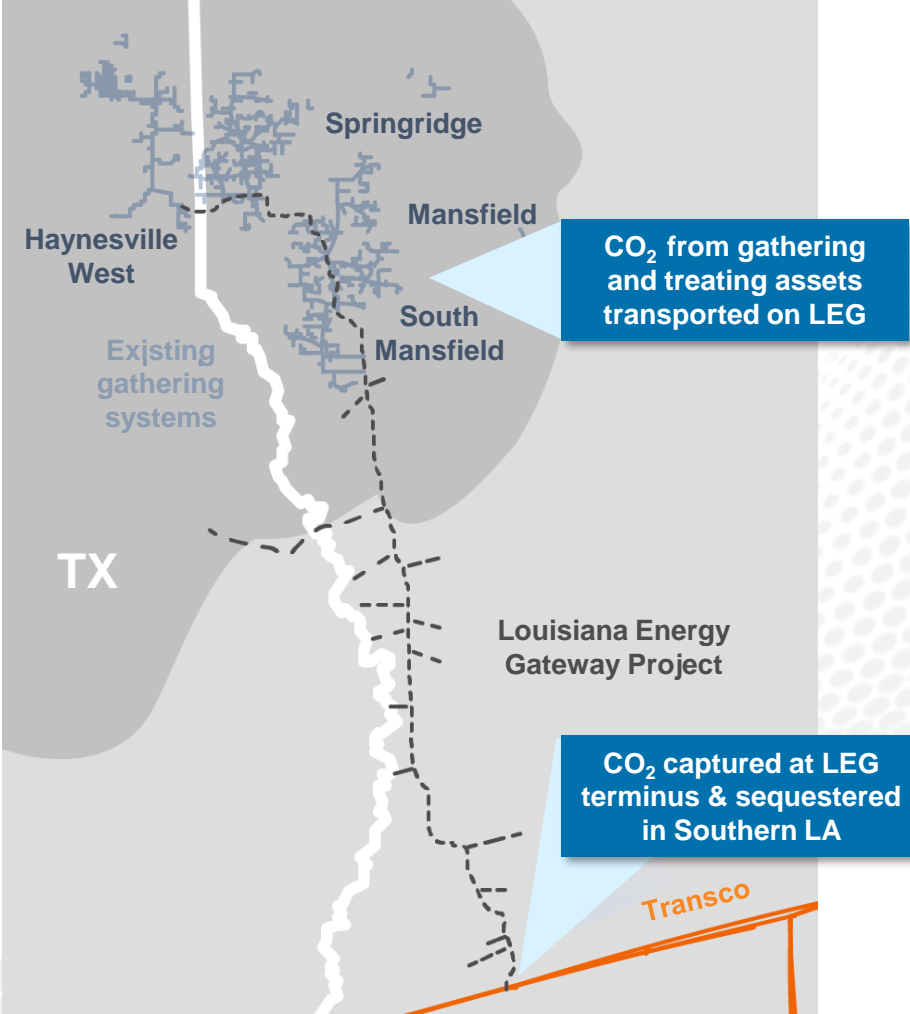 Springridge
Mansfield
Haynesville
West
CO₂ from gathering
and treating assets
transported on LEG
South
Mansfield
Existing
gathering
systems
TX
Louisiana Energy
Gateway Project
CO₂ captured at LEG
terminus & sequestered
in Southern LA
Transco